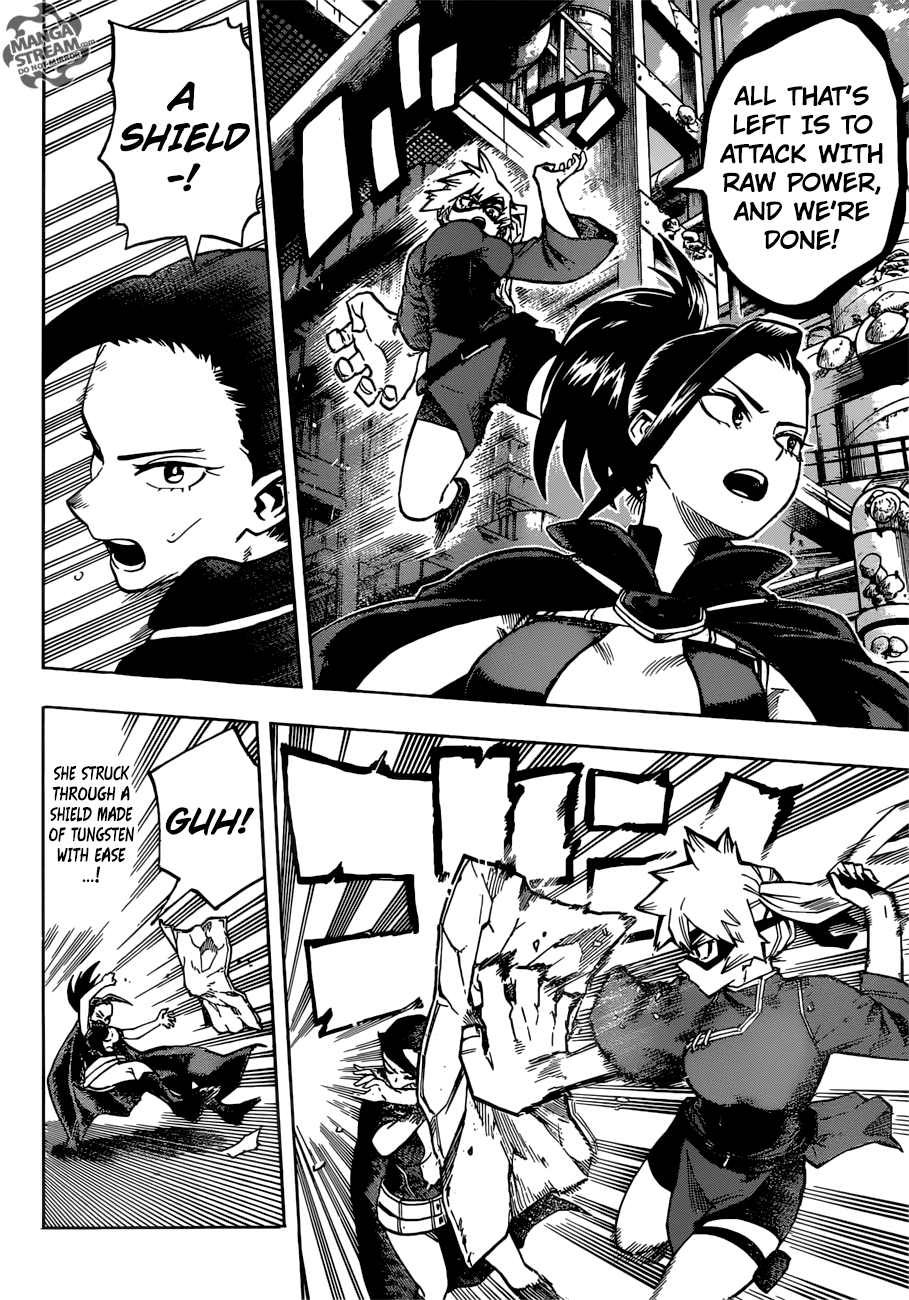 MANGA
STREAM.com
DO NOT MIRROR
ALL THAT'S
LEFT IS TO
ATTACK WITH
RAW POWER,
AND WE'RE
DONE!
A
SHIELD
-!
GUH!
SHE STRUCK
THROUGH A
SHIELD MADE
OF TUNGSTEN
WITH EASE
...!